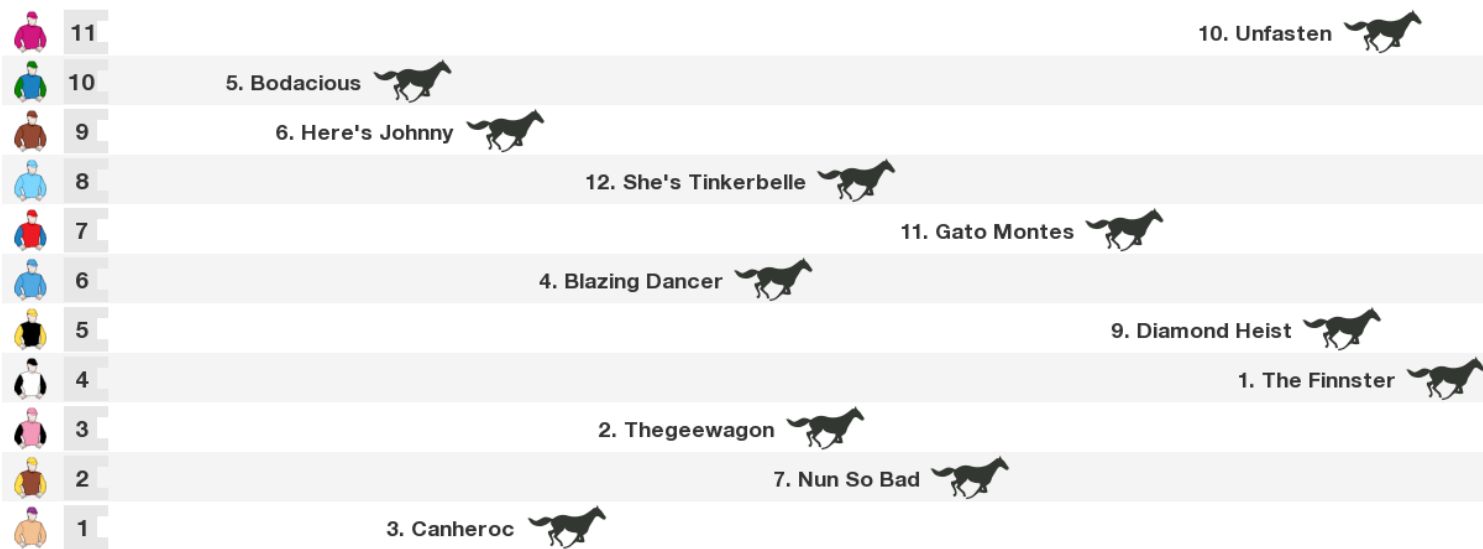 11 10. Unfasten
10 5. Bodacious
9 6. Here's Johnny
8 12. She's Tinkerbelle
7 11. Gato Montes
6 4. Blazing Dancer
5 9. Diamond Heist
4 1. The Finnster
3 2. Thegeewagon
2 7. Nun So Bad
1 3. Canheroc